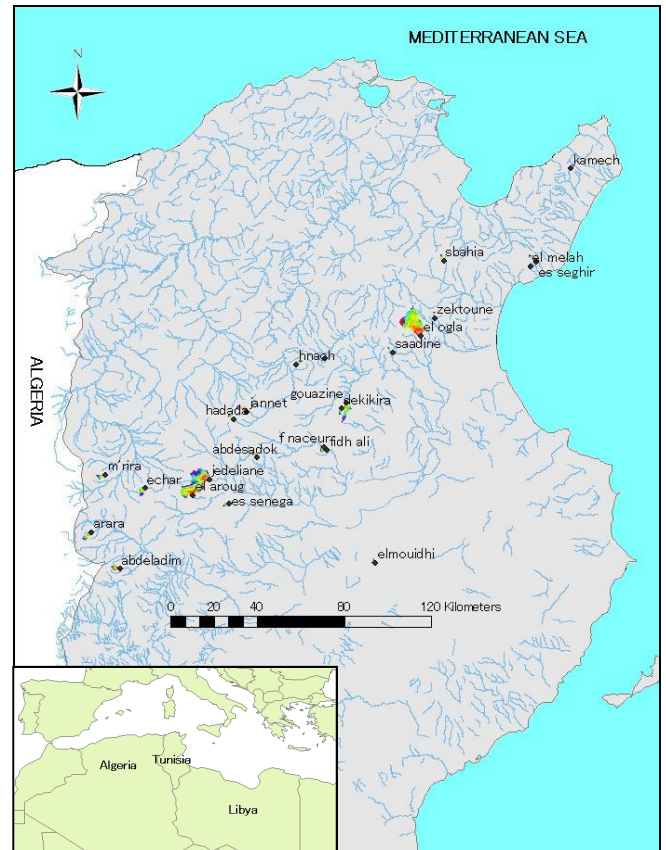 MEDITERRANEAN SEA
N
kamech
sbahia
el melah
es seghir
zektoune
el ogla
saadine
hnach
gouazine
dekikira
jannet
hadada
f naceur
fidh ali
abdesadok
m'rira
jedeliane
echar
el aroug
es senega
arara
abdeladim
elmouidhi
ALGERIA
0 20 40 80 120 Kilometers
Algeria
Tunisia
Libya